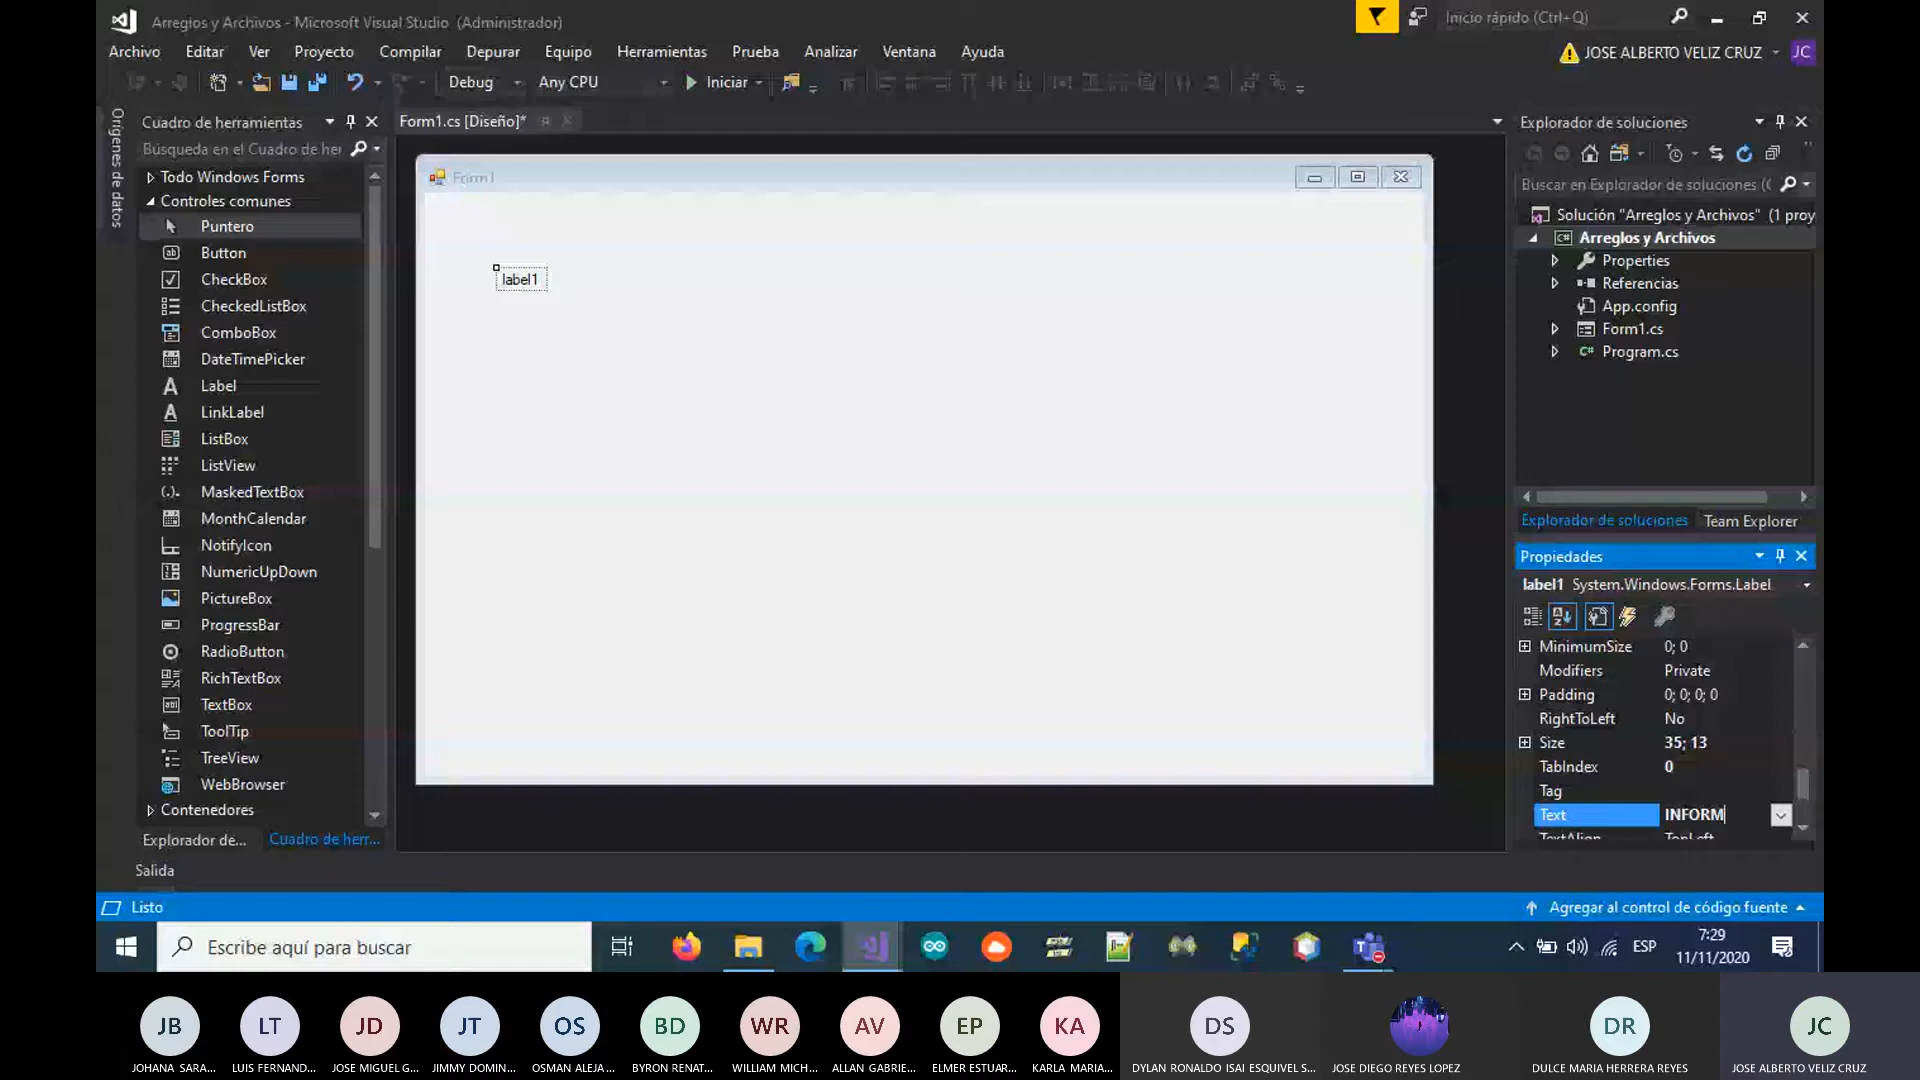 Arreglos y Archivos - Microsoft Visual Studio (Administrador)
Inicio rápido (Ctrl+Q)
Archivo Editar Ver Proyecto Compilar Depurar Equipo Herramientas Prueba Analizar Ventana Ayuda
JOSE ALBERTO VELIZ CRUZ JC
Debug Any CPU Iniciar
Orígenes de datos
Cuadro de herramientas
Búsqueda en el Cuadro de her
Todo Windows Forms
Controles comunes
Puntero
Button
CheckBox
CheckedListBox
ComboBox
DateTimePicker
Label
LinkLabel
ListBox
ListView
MaskedTextBox
MonthCalendar
NotifyIcon
NumericUpDown
PictureBox
ProgressBar
RadioButton
RichTextBox
TextBox
ToolTip
TreeView
WebBrowser
Contenedores
Explorador de... Cuadro de herr...
Form1.cs [Diseño]*
Form1
label1
Explorador de soluciones
Buscar en Explorador de soluciones (C
Solución "Arreglos y Archivos" (1 proy
Arreglos y Archivos
Properties
Referencias
App.config
Form1.cs
Program.cs
Explorador de soluciones Team Explorer
Propiedades
label1 System.Windows.Forms.Label
MinimumSize 0; 0
Modifiers Private
Padding 0; 0; 0; 0
RightToLeft No
Size 35; 13
TabIndex 0
Tag
Text INFORM
TextAlign TopLeft
Salida
Listo
Agregar al control de código fuente
Escribe aquí para buscar
ESP
7:29
11/11/2020
JB LT JD JT OS BD WR AV EP KA DS J DR JC
JOHANA SARA... LUIS FERNAND... JOSE MIGUEL G... JIMMY DOMIN... OSMAN ALEJA... BYRON RENAT... WILLIAM MICH... ALLAN GABRIE... ELMER ESTUAR... KARLA MARIA... DYLAN RONALDO ISAI ESQUIVEL S... JOSE DIEGO REYES LOPEZ DULCE MARIA HERRERA REYES JOSE ALBERTO VELIZ CRUZ